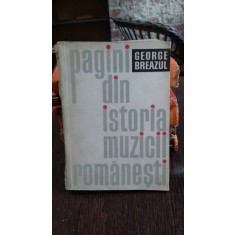 GEORGE
BREAZUL
pagini
din
istoria
muzicii
românești